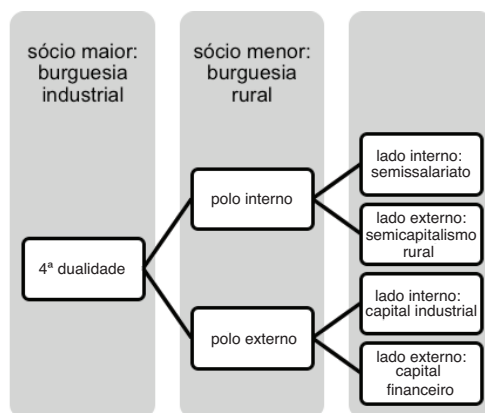 sócio maior:
burguesia
industrial
sócio menor:
burguesia
rural
4ª dualidade
polo interno
polo externo
lado interno:
semissalariato
lado externo:
semicapitalismo
rural
lado interno:
capital industrial
lado externo:
capital
financeiro